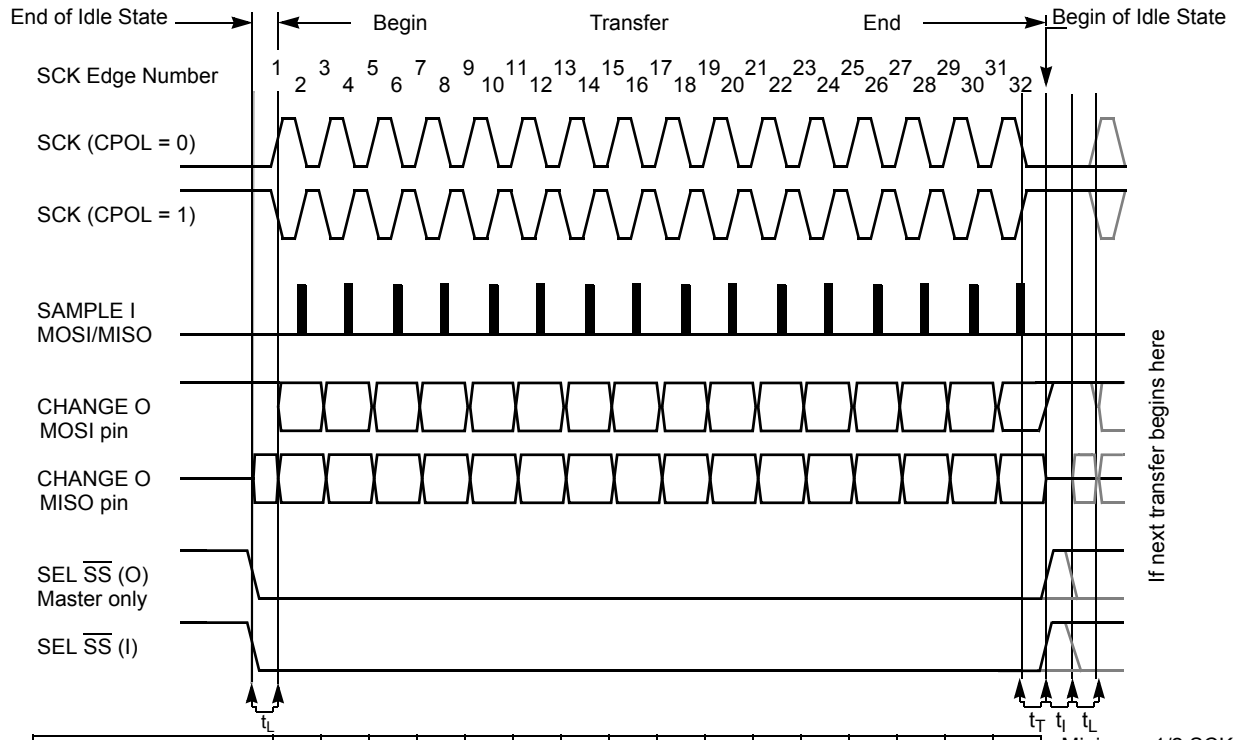 End of Idle State
Begin
Transfer
End
Begin of Idle State
SCK Edge Number
1 3 5 7 9 11 13 15 17 19 21 23 25 27 29 31
2 4 6 8 10 12 14 16 18 20 22 24 26 28 30 32
SCK (CPOL = 0)
SCK (CPOL = 1)
SAMPLE I
MOSI/MISO
CHANGE O
MOSI pin
CHANGE O
MISO pin
SEL SS (O)
Master only
SEL SS (I)
If next transfer begins here
tL
tT tI tL